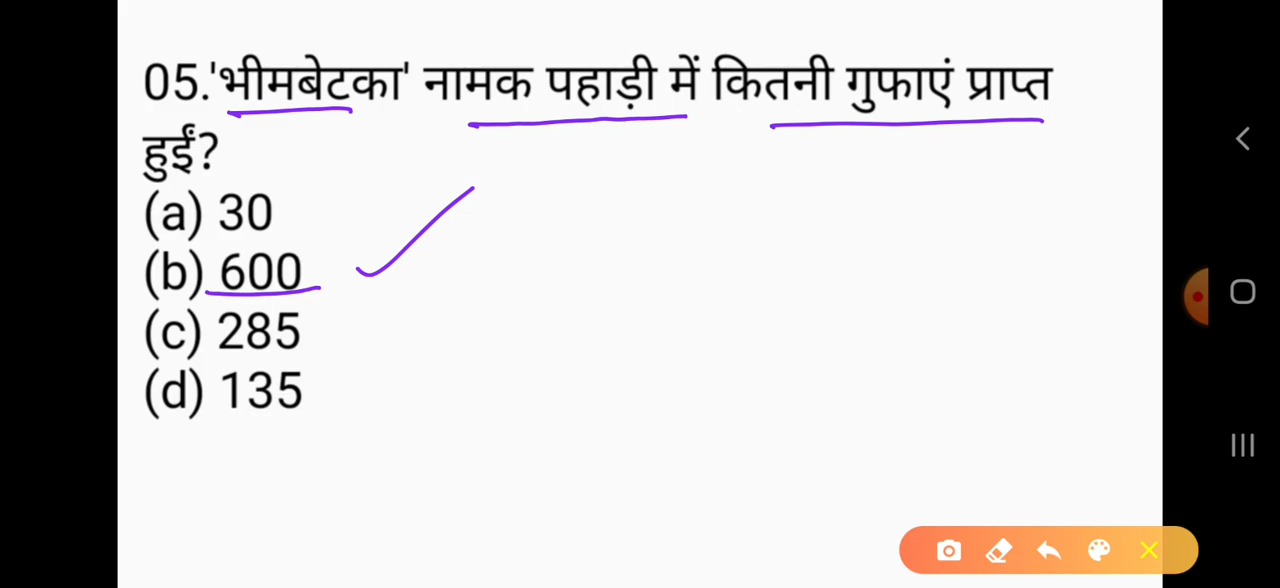 05.'भीमबेटका' नामक पहाड़ी में कितनी गुफाएं प्राप्त
हुईं?
(a) 30
(b) 600
(c) 285
(d) 135